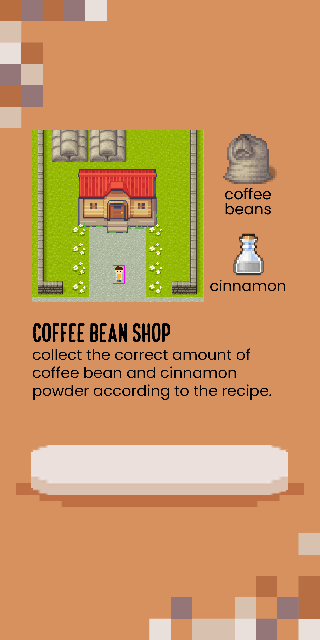 coffee
beans
cinnamon
COFFEE BEAN SHOP
collect the correct amount of
coffee bean and cinnamon
powder according to the recipe.